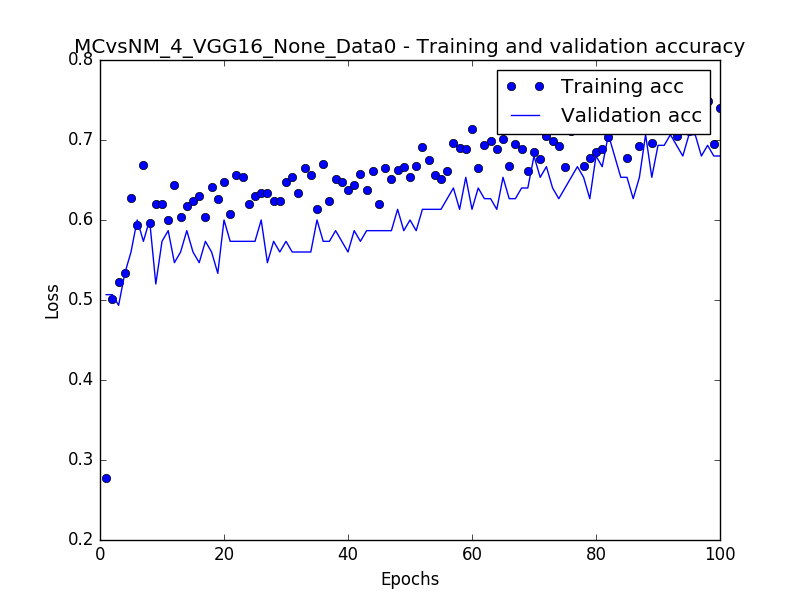 MCvsNM_4_VGG16_None_Data0 - Training and validation accuracy
Training acc
Validation acc
0.8
0.7
0.6
0.5
0.4
0.3
0.2
Loss
0 20 40 60 80 100
Epochs